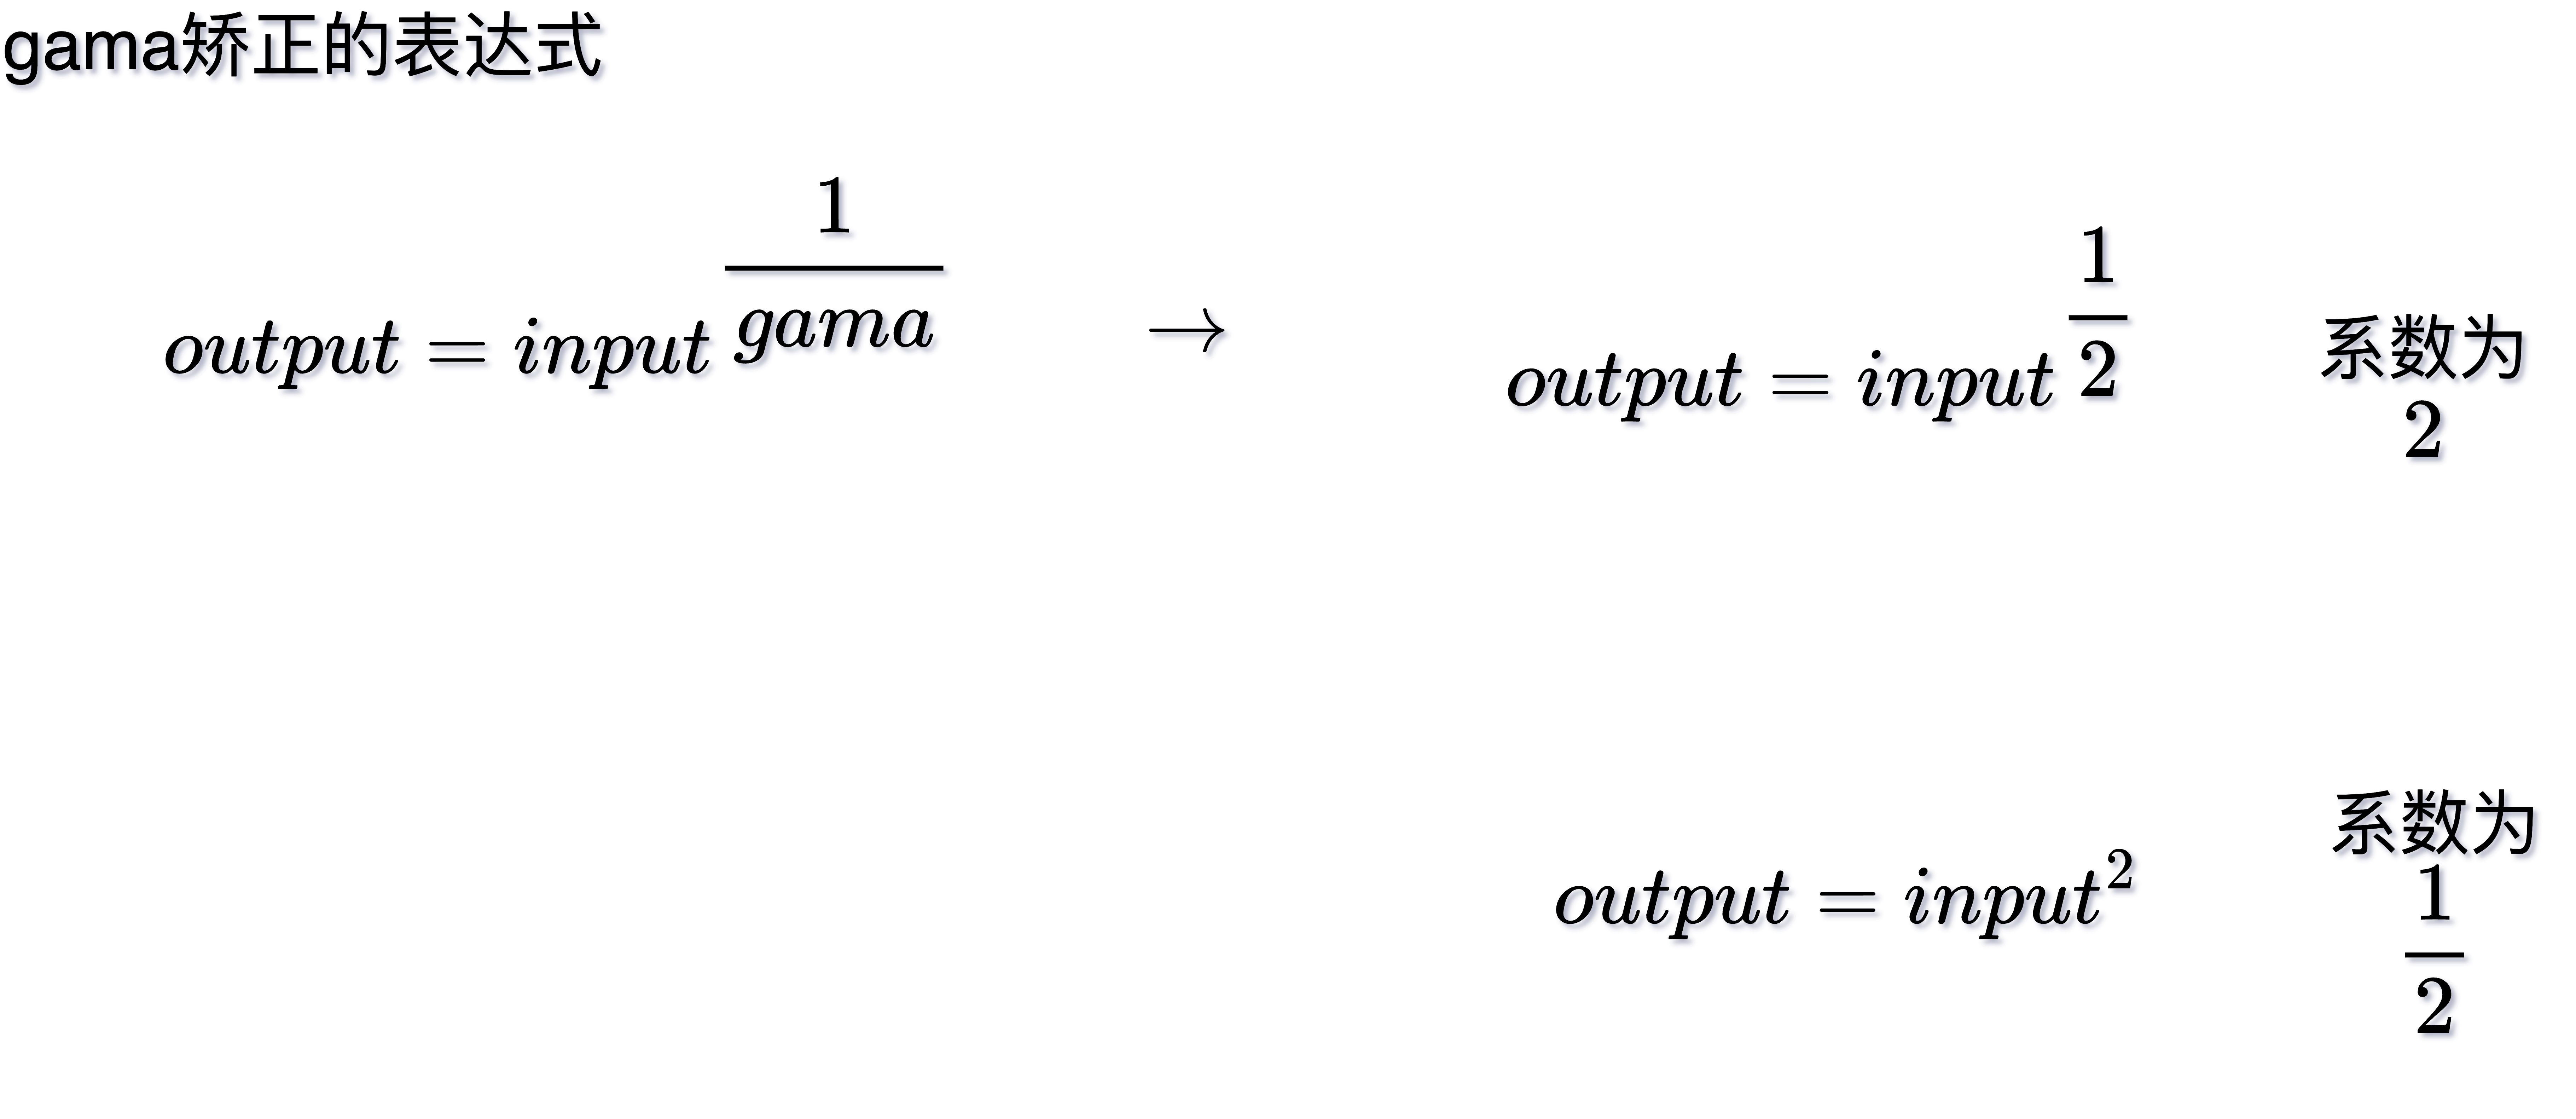 gama矫正的表达式
$output = input^{\frac{1}{gama}}$ → $output = input^{\frac{1}{2}}$ 系数为
2
$output = input^{2}$ 系数为
$\frac{1}{2}$